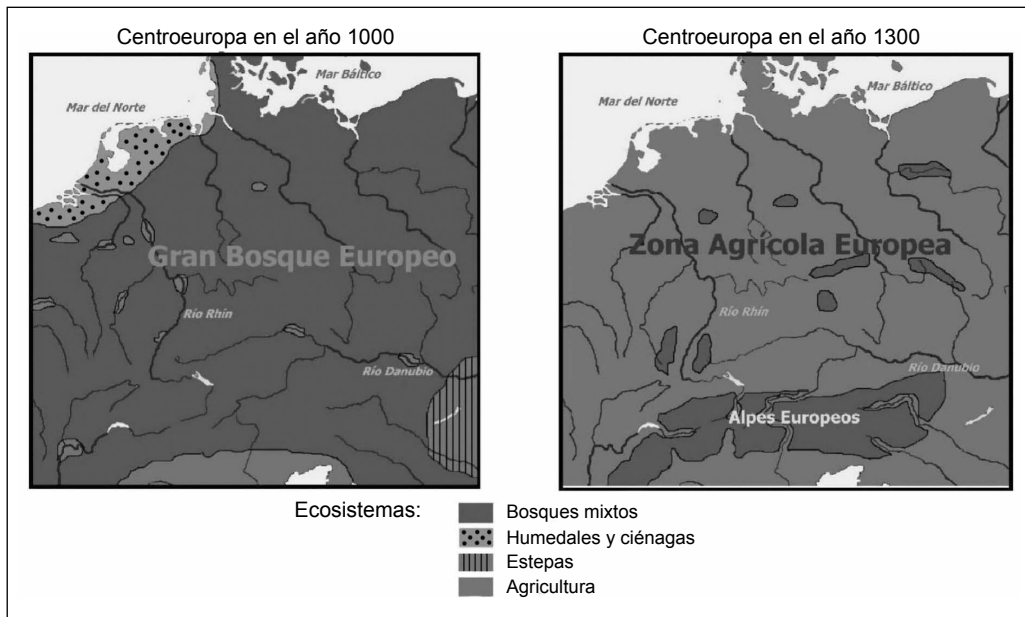 Centroeuropa en el año 1000
Mar Báltico
Mar del Norte
Gran Bosque Europeo
Río Rhín
Río Danubio
Centroeuropa en el año 1300
Mar Báltico
Mar del Norte
Zona Agrícola Europea
Río Rhín
Río Danubio
Alpes Europeos
Ecosistemas:
Bosques mixtos
Humedales y ciénagas
Estepas
Agricultura